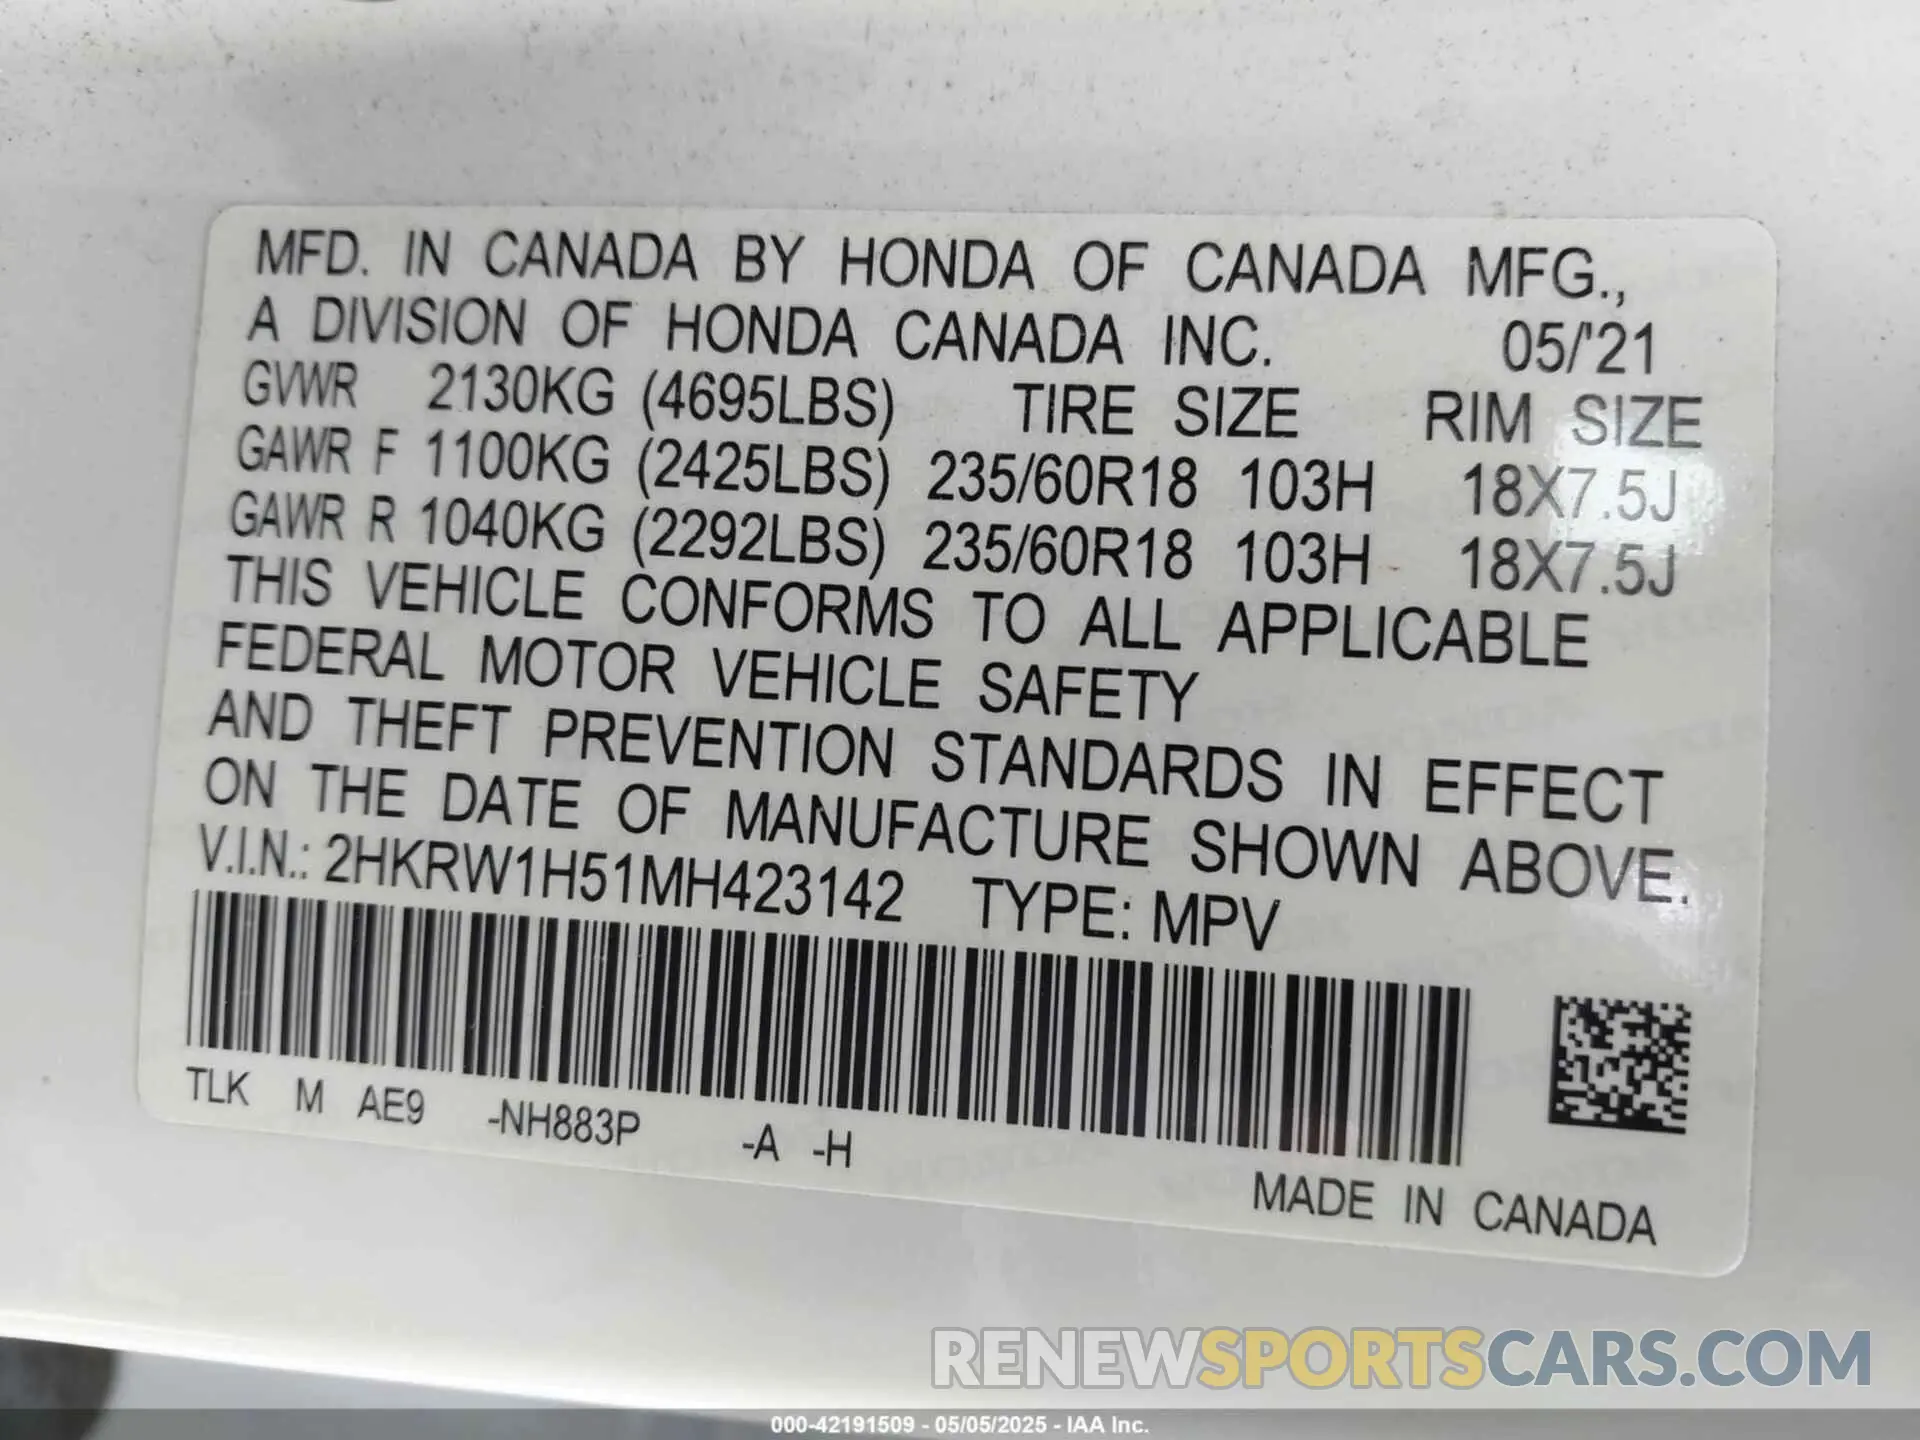 MFD. IN CANADA BY HONDA OF CANADA MFG.,
A DIVISION OF HONDA CANADA INC. 05/'21
GVWR 2130KG (4695LBS) TIRE SIZE RIM SIZE
GAWR F 1100KG (2425LBS) 235/60R18 103H 18X7.5J
GAWR R 1040KG (2292LBS) 235/60R18 103H 18X7.5J
THIS VEHICLE CONFORMS TO ALL APPLICABLE
FEDERAL MOTOR VEHICLE SAFETY
AND THEFT PREVENTION STANDARDS IN EFFECT
ON THE DATE OF MANUFACTURE SHOWN ABOVE.
V.I.N.: 2HKRW1H51MH423142 TYPE: MPV
TLK M AE9 -NH883P -A -H
MADE IN CANADA
RENEWSPORTSCARS.COM
000-42191509 - 05/05/2025 - IAA Inc.